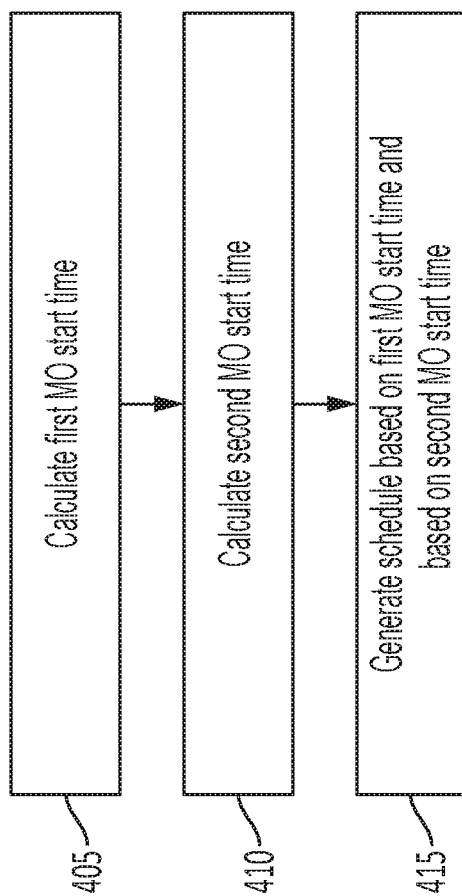 Calculate first MO start time
405
Calculate second MO start time
410
Generate schedule based on first MO start time and
based on second MO start time
415